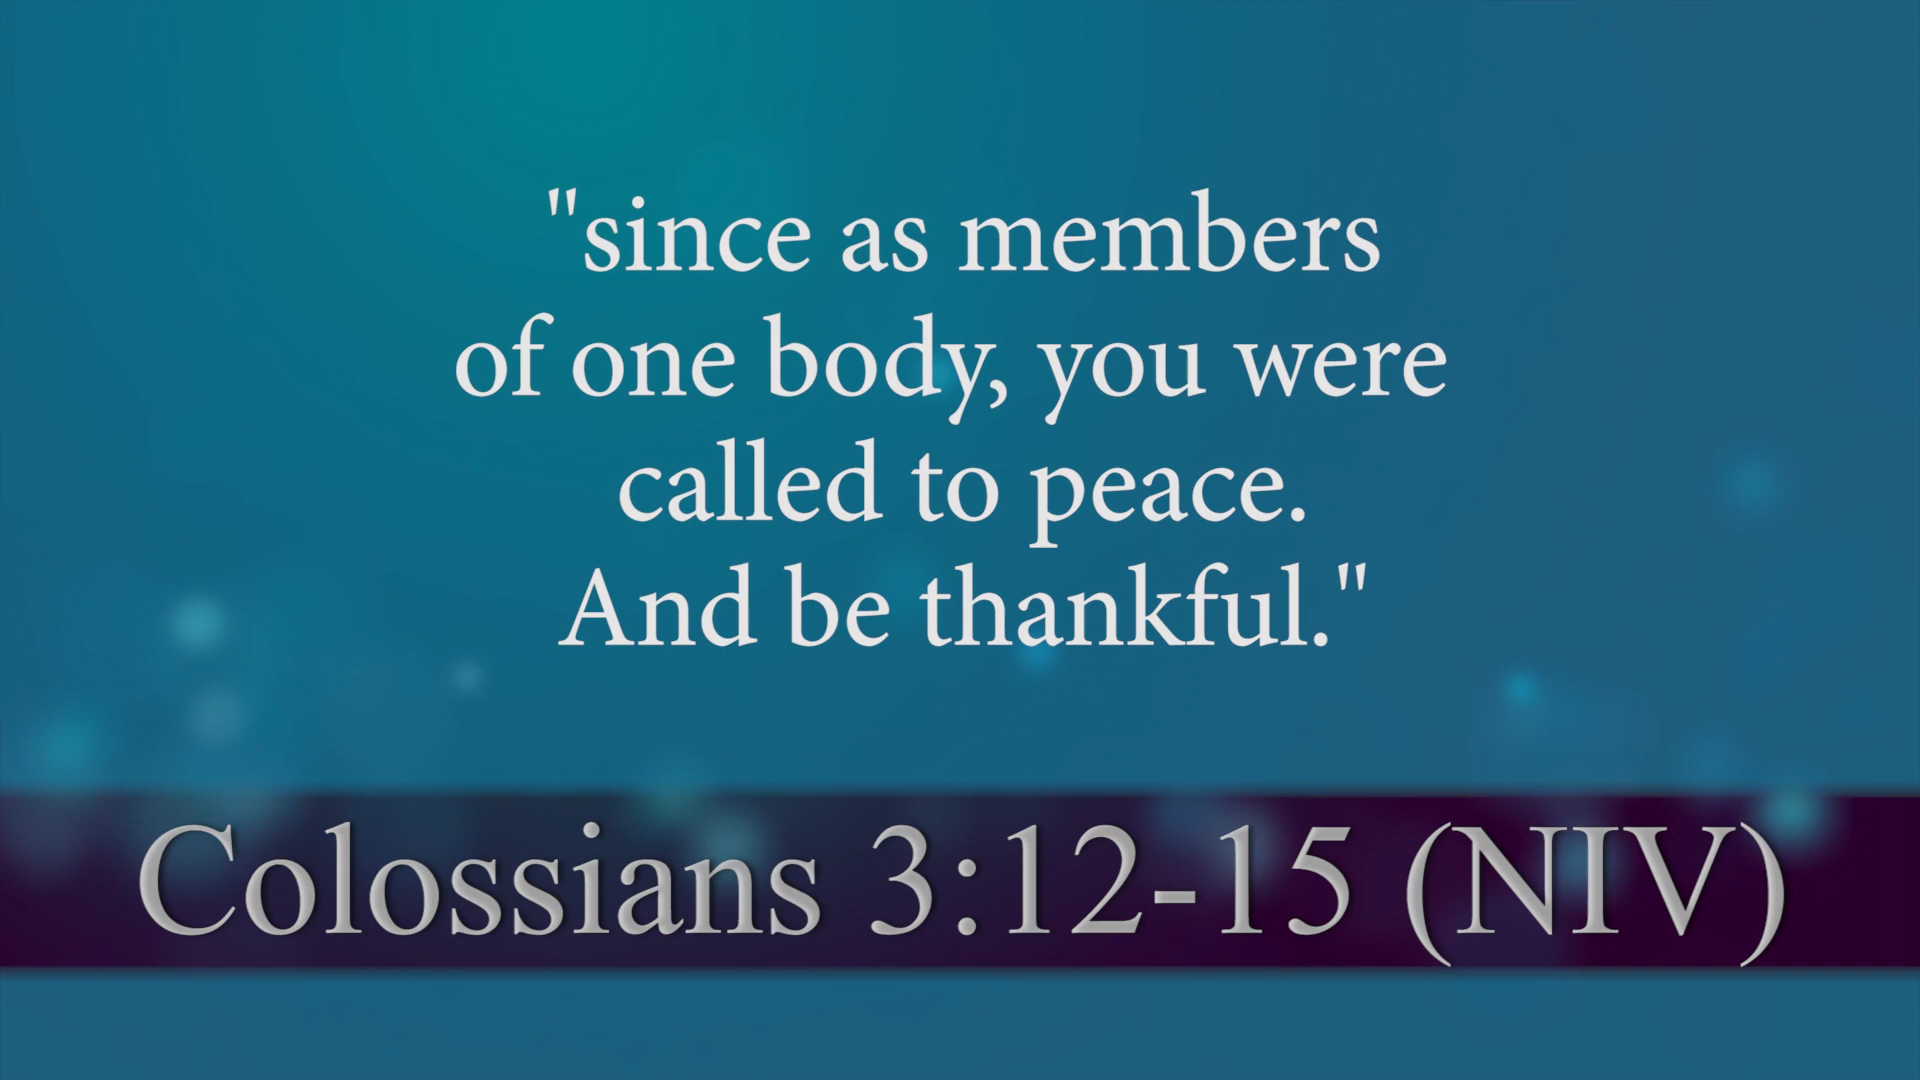 "since as members
of one body, you were
called to peace.
And be thankful."
Colossians 3:12-15 (NIV)